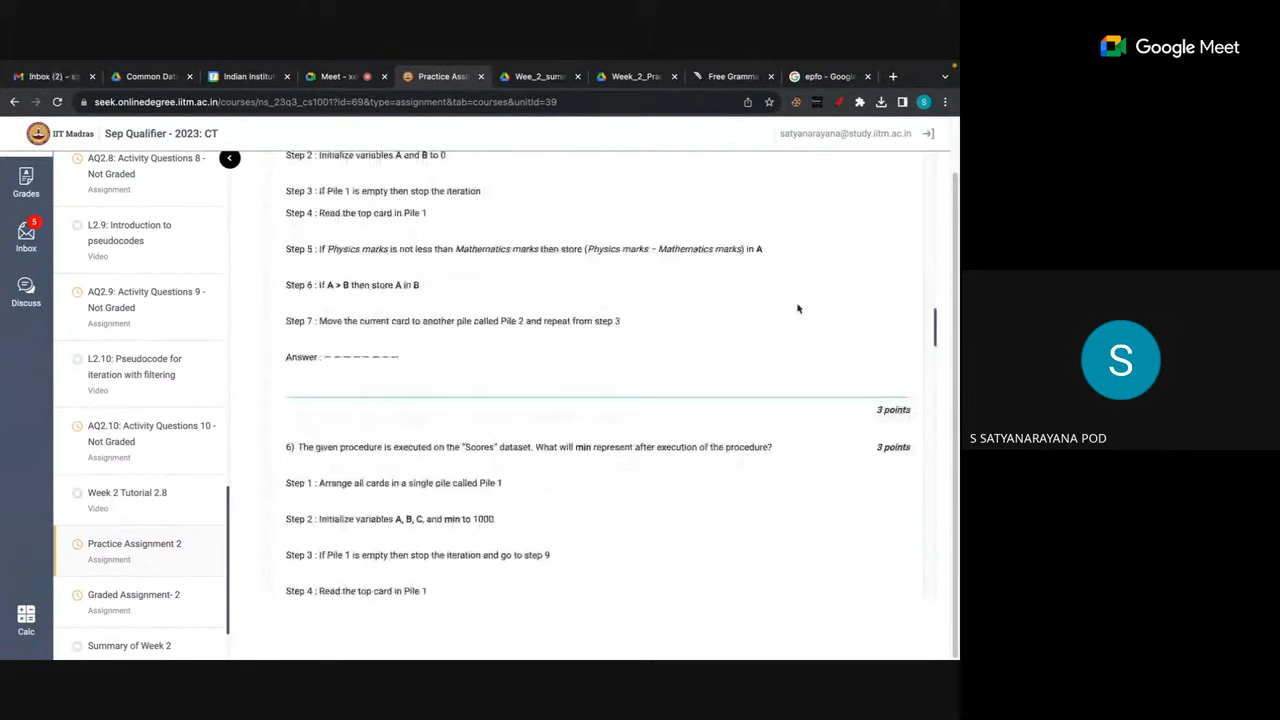 Google Meet
Inbox (2) -
Common Dat
Indian Institu
Meet - xe
Practice Assi
Wee_2_summ
Week_2_Prac
Free Gramma
epfo - Google
seek.onlinedegree.iitm.ac.in/courses/ns_23q3_cs1001?id=69&type=assignment&tab=courses&unitId=39
S
IIT Madras
Sep Qualifier - 2023: CT
satyanarayana@study.iitm.ac.in
Grades
5
Inbox
Discuss
Calc
AQ2.8: Activity Questions 8 -
Not Graded
Assignment
L2.9: Introduction to
pseudocodes
Video
AQ2.9: Activity Questions 9 -
Not Graded
Assignment
L2.10: Pseudocode for
iteration with filtering
Video
AQ2.10: Activity Questions 10 -
Not Graded
Assignment
Week 2 Tutorial 2.8
Video
Practice Assignment 2
Assignment
Graded Assignment- 2
Assignment
Summary of Week 2
Step 2 : Initialize variables A and B to 0
Step 3 : If Pile 1 is empty then stop the iteration
Step 4 : Read the top card in Pile 1
Step 5 : If Physics marks is not less than Mathematics marks then store (Physics marks − Mathematics marks) in A
Step 6 : If A > B then store A in B
Step 7 : Move the current card to another pile called Pile 2 and repeat from step 3
Answer : − − − − − − − −
3 points
6) The given procedure is executed on the "Scores" dataset. What will min represent after execution of the procedure? 3 points
Step 1 : Arrange all cards in a single pile called Pile 1
Step 2 : Initialize variables A, B, C, and min to 1000
Step 3 : If Pile 1 is empty then stop the iteration and go to step 9
Step 4 : Read the top card in Pile 1
S
S SATYANARAYANA POD